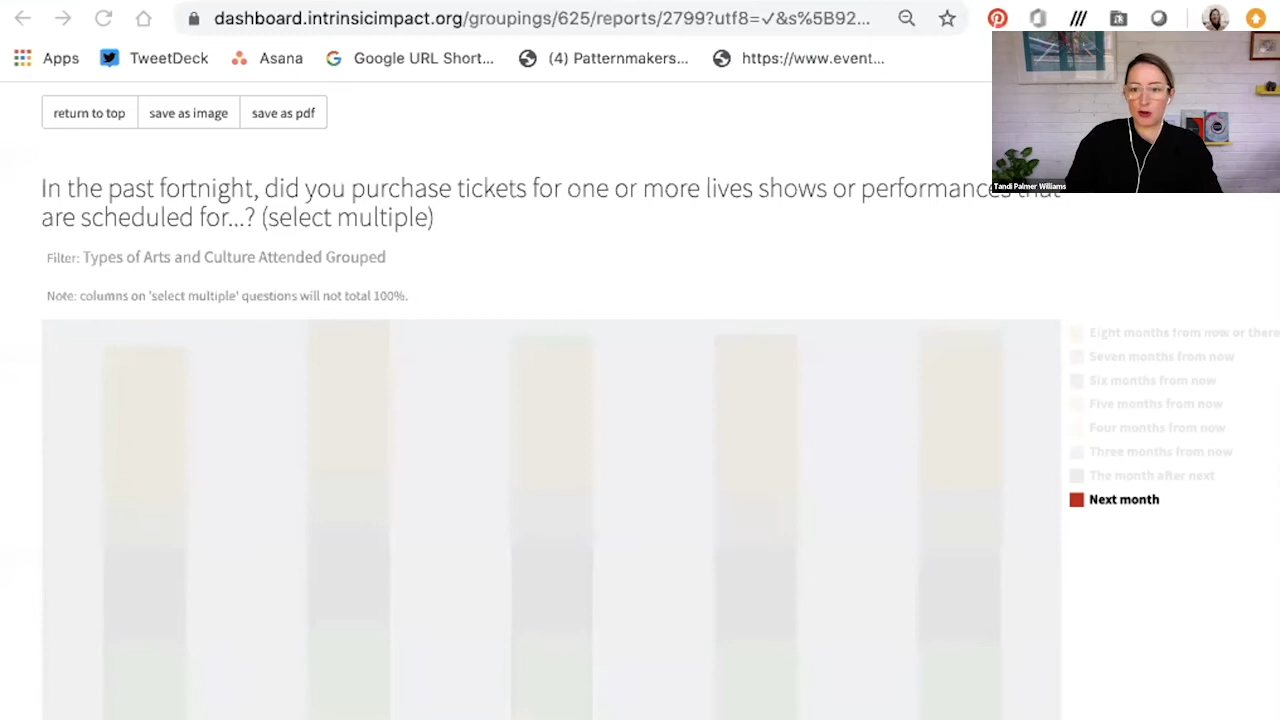 dashboard.intrinsicimpact.org/groupings/625/reports/2799?utf8=✓&s%5B92...
Apps TweetDeck Asana Google URL Short... (4) Patternmakers... https://www.event...
return to top save as image save as pdf
Tandi Palmer Williams
In the past fortnight, did you purchase tickets for one or more lives shows or performances that
are scheduled for...? (select multiple)
Filter: Types of Arts and Culture Attended Grouped
Note: columns on 'select multiple' questions will not total 100%.
Eight months from now or there
Seven months from now
Six months from now
Five months from now
Four months from now
Three months from now
The month after next
Next month